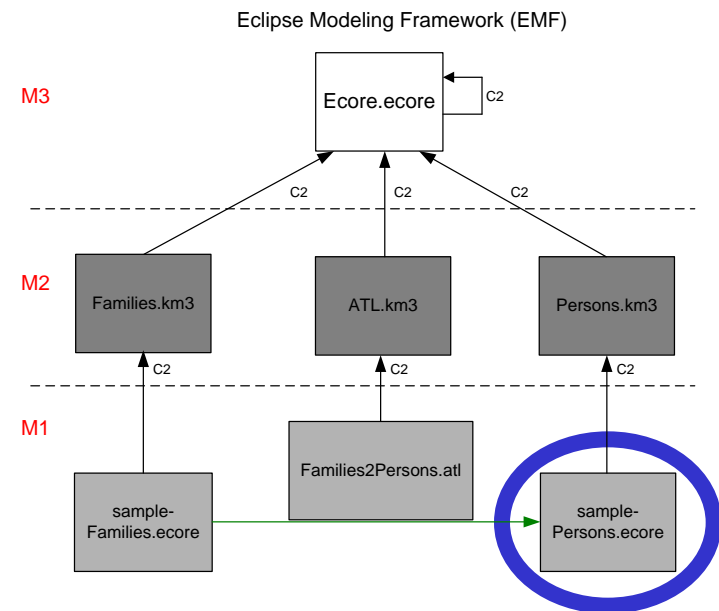 Eclipse Modeling Framework (EMF)
M3
Ecore.ecore
C2
C2
C2
C2
M2
Families.km3
ATL.km3
Persons.km3
C2
C2
C2
M1
Families2Persons.atl
sample-
Families.ecore
sample-
Persons.ecore